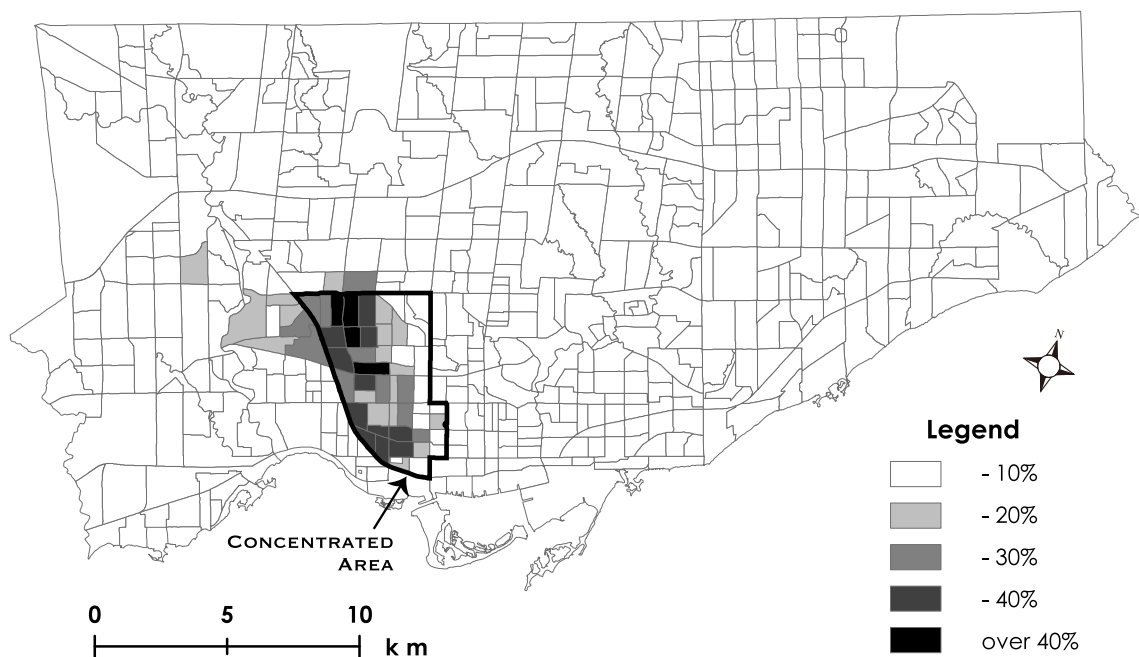 N
CONCENTRATED
AREA
Legend
- 10%
- 20%
- 30%
- 40%
over 40%
0 5 10
k m